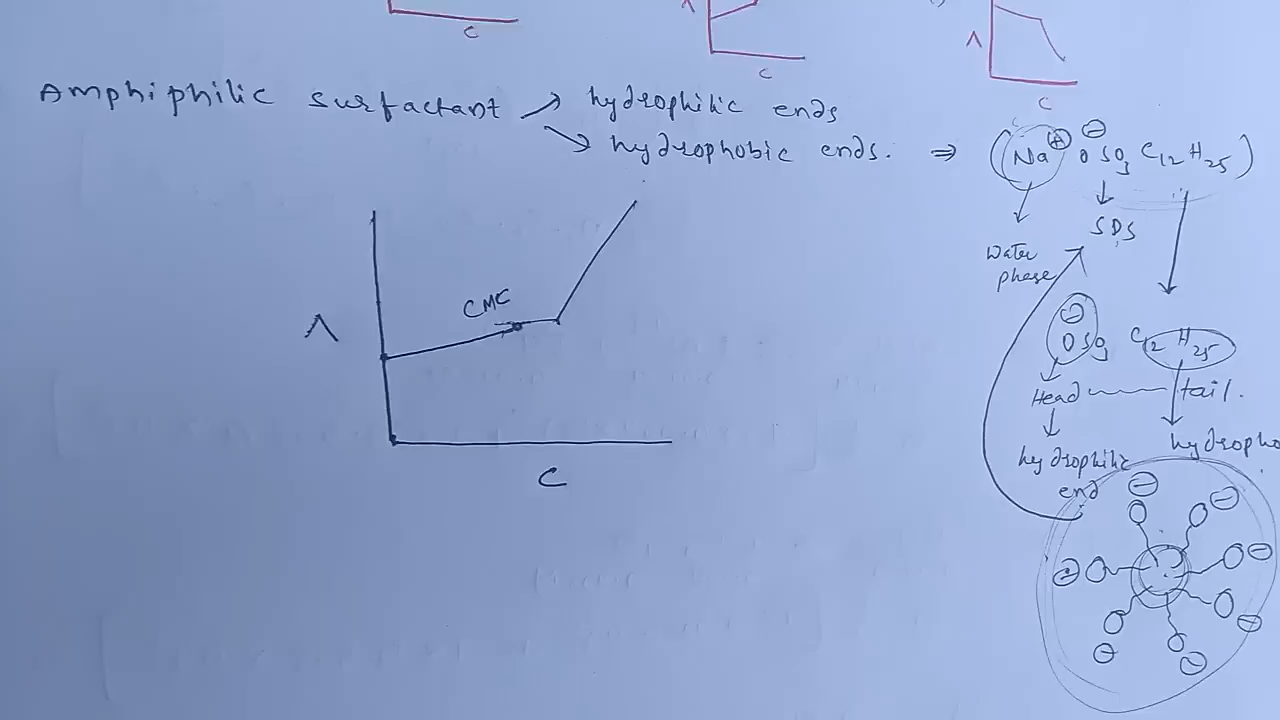 C
Λ
C
Λ
C
Amphiphilic surfactant ↗ hydrophilic ends
↘ hydrophobic ends. ⇒ (Na⊕ ⊖OSO3 C12H25)
Water phase
SDS
CMC
Λ
C
⊖OSO3 C12H25
Head tail.
hydrophilic end
hydropho